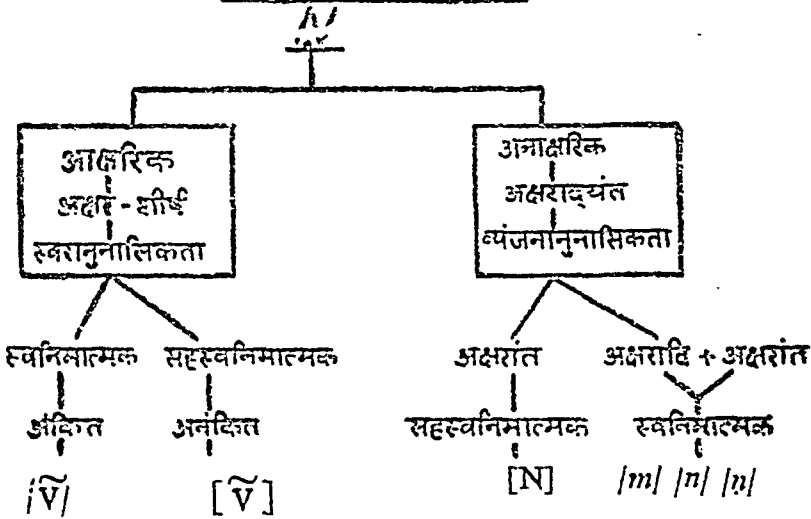 /ṅ/
आक्षरिक अनाक्षरिक
अक्षर - शीर्ष अक्षराद्यंत
स्वरानुनासिकता व्यंजनानुनासिकता
स्वनिमात्मक सहस्वनिमात्मक अक्षरांत अक्षरादि + अक्षरांत
अंकित अनंकित सहस्वनिमात्मक स्वनिमात्मक
/Ṽ/ [Ṽ] [N] /m/ /n/ /ṇ/